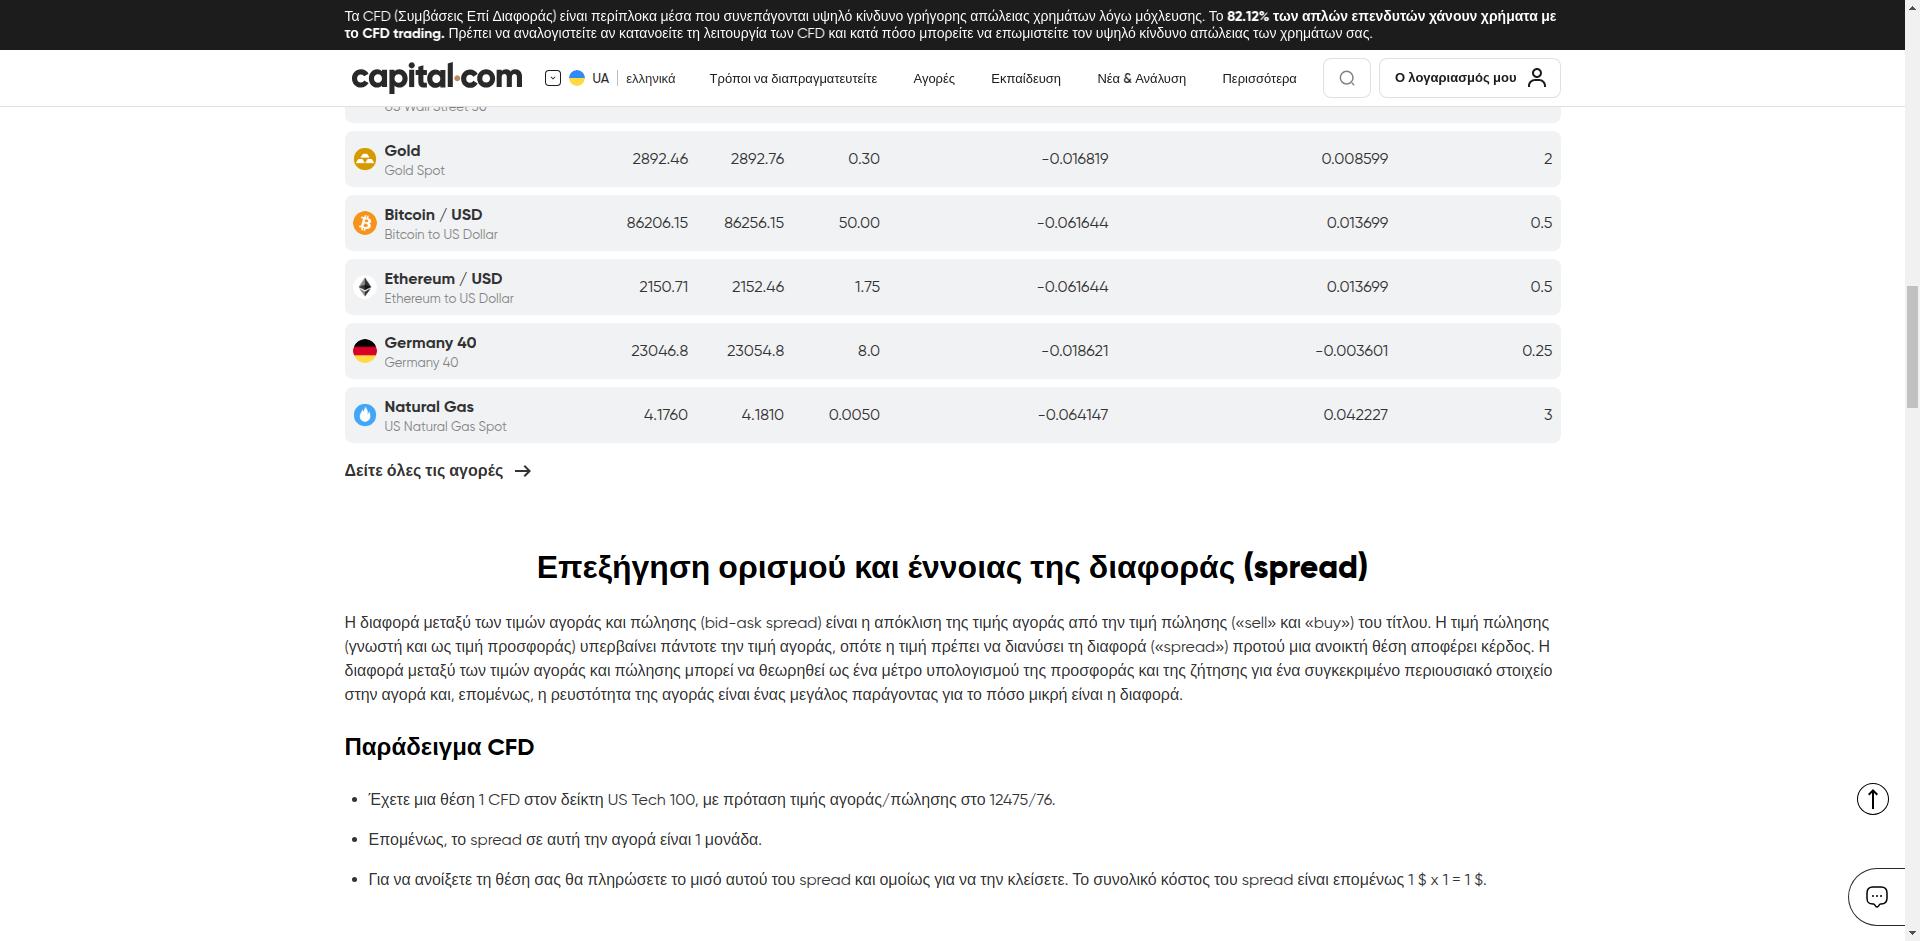 Τα CFD (Συμβάσεις Επί Διαφοράς) είναι περίπλοκα μέσα που συνεπάγονται υψηλό κίνδυνο γρήγορης απώλειας χρημάτων λόγω μόχλευσης. Το 82.12% των απλών επενδυτών χάνουν χρήματα με
το CFD trading. Πρέπει να αναλογιστείτε αν κατανοείτε τη λειτουργία των CFD και κατά πόσο μπορείτε να επωμιστείτε τον υψηλό κίνδυνο απώλειας των χρημάτων σας.
capital.com UA ελληνικά Τρόποι να διαπραγματευτείτε Αγορές Εκπαίδευση Νέα & Ανάλυση Περισσότερα Ο λογαριασμός μου
US Wall Street 30
Gold
Gold Spot
2892.46 2892.76 0.30 -0.016819 0.008599 2
Bitcoin / USD
Bitcoin to US Dollar
86206.15 86256.15 50.00 -0.061644 0.013699 0.5
Ethereum / USD
Ethereum to US Dollar
2150.71 2152.46 1.75 -0.061644 0.013699 0.5
Germany 40
Germany 40
23046.8 23054.8 8.0 -0.018621 -0.003601 0.25
Natural Gas
US Natural Gas Spot
4.1760 4.1810 0.0050 -0.064147 0.042227 3
Δείτε όλες τις αγορές
Επεξήγηση ορισμού και έννοιας της διαφοράς (spread)
Η διαφορά μεταξύ των τιμών αγοράς και πώλησης (bid-ask spread) είναι η απόκλιση της τιμής αγοράς από την τιμή πώλησης («sell» και «buy») του τίτλου. Η τιμή πώλησης
(γνωστή και ως τιμή προσφοράς) υπερβαίνει πάντοτε την τιμή αγοράς, οπότε η τιμή πρέπει να διανύσει τη διαφορά («spread») προτού μια ανοικτή θέση αποφέρει κέρδος. Η
διαφορά μεταξύ των τιμών αγοράς και πώλησης μπορεί να θεωρηθεί ως ένα μέτρο υπολογισμού της προσφοράς και της ζήτησης για ένα συγκεκριμένο περιουσιακό στοιχείο
στην αγορά και, επομένως, η ρευστότητα της αγοράς είναι ένας μεγάλος παράγοντας για το πόσο μικρή είναι η διαφορά.
Παράδειγμα CFD
• Έχετε μια θέση 1 CFD στον δείκτη US Tech 100, με πρόταση τιμής αγοράς/πώλησης στο 12475/76.
• Επομένως, το spread σε αυτή την αγορά είναι 1 μονάδα.
• Για να ανοίξετε τη θέση σας θα πληρώσετε το μισό αυτού του spread και ομοίως για να την κλείσετε. Το συνολικό κόστος του spread είναι επομένως 1 $ x 1 = 1 $.